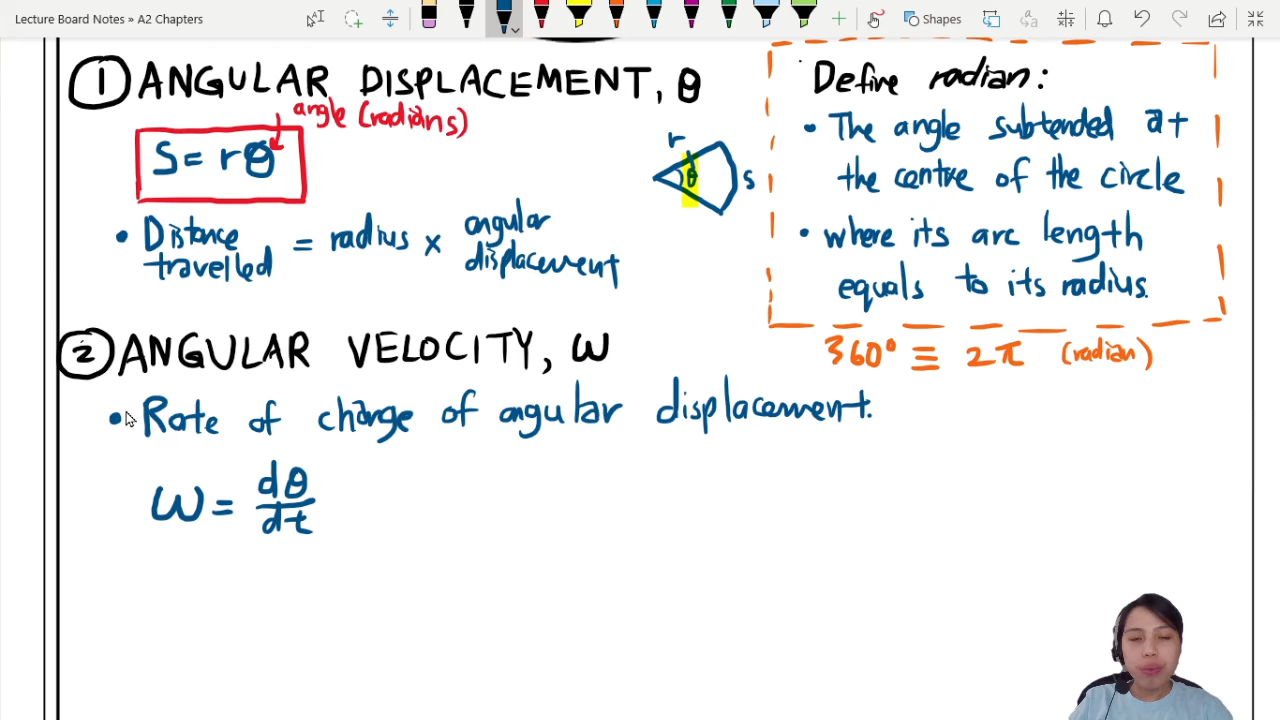 Lecture Board Notes » A2 Chapters
Shapes
① ANGULAR DISPLACEMENT, θ
angle (radians)
S = rθ
• Distance travelled = radius × angular displacement
r
θ
s
Define radian:
• The angle subtended at
the centre of the circle
• where its arc length
equals to its radius.
360° ≡ 2π (radian)
② ANGULAR VELOCITY, ω
• Rate of change of angular displacement.
ω = dθ/dt